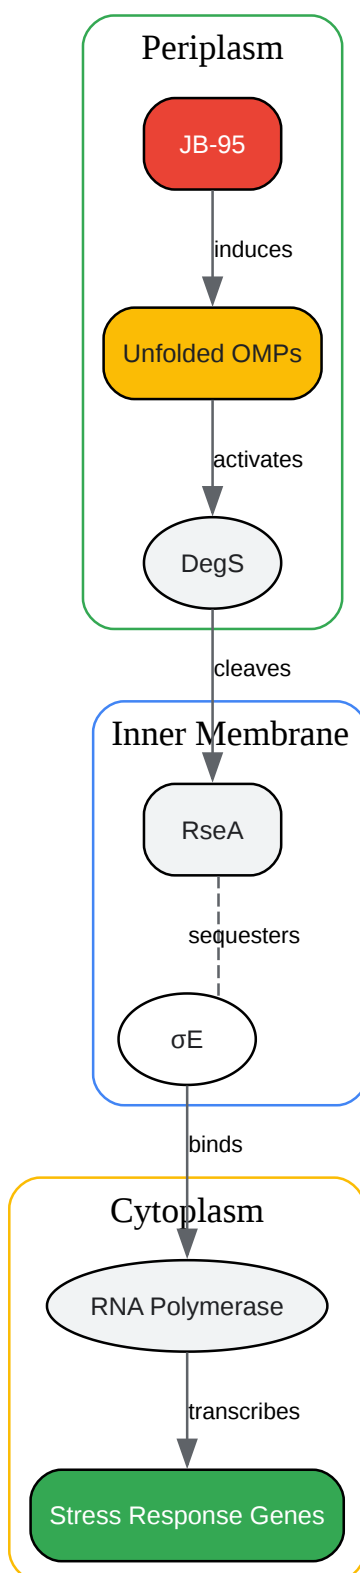 Periplasm
JB-95
induces
Unfolded OMPs
activates
DegS
cleaves
Inner Membrane
RseA
sequesters
σE
binds
Cytoplasm
RNA Polymerase
transcribes
Stress Response Genes